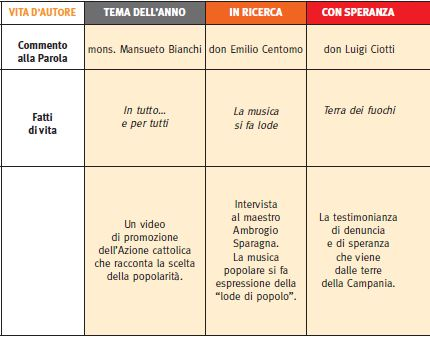 VITA D'AUTORE TEMA DELL'ANNO IN RICERCA CON SPERANZA
Commento
alla Parola
mons. Mansueto Bianchi don Emilio Centomo don Luigi Ciotti
Fatti
di vita
In tutto...
e per tutti
La musica
si fa lode
Terra dei fuochi
Un video
di promozione
dell'Azione cattolica
che racconta la scelta
della popolarità.
Intervista
al maestro
Ambrogio
Sparagna.
La musica
popolare si fa
espressione della
“lode di popolo”.
La testimonianza
di denuncia
e di speranza
che viene
dalle terre
della Campania.